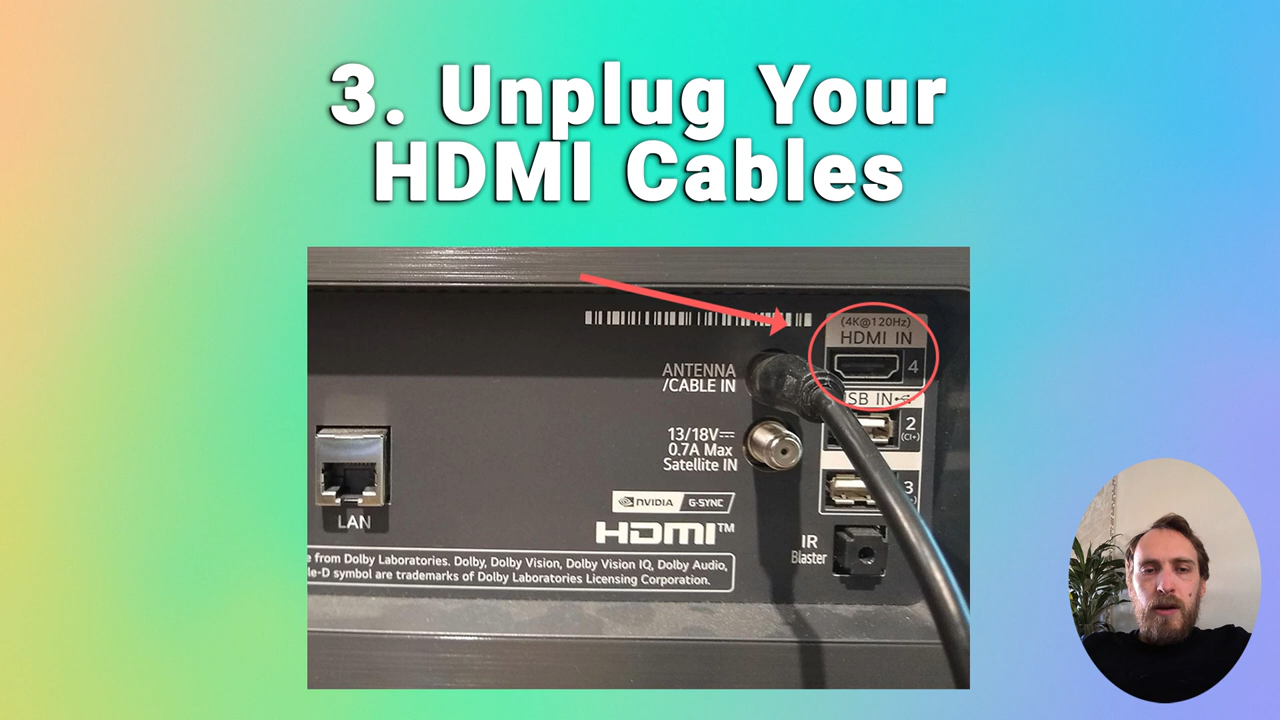 3. Unplug Your
HDMI Cables
(4K@120Hz)
HDMI IN
4
ANTENNA
/CABLE IN
SB IN
2
(CI+)
13/18V
0.7A Max
Satellite IN
3
NVIDIA G-SYNC
HDMI™
LAN
IR
Blaster
e from Dolby Laboratories. Dolby, Dolby Vision, Dolby Vision IQ, Dolby Audio,
le-D symbol are trademarks of Dolby Laboratories Licensing Corporation.